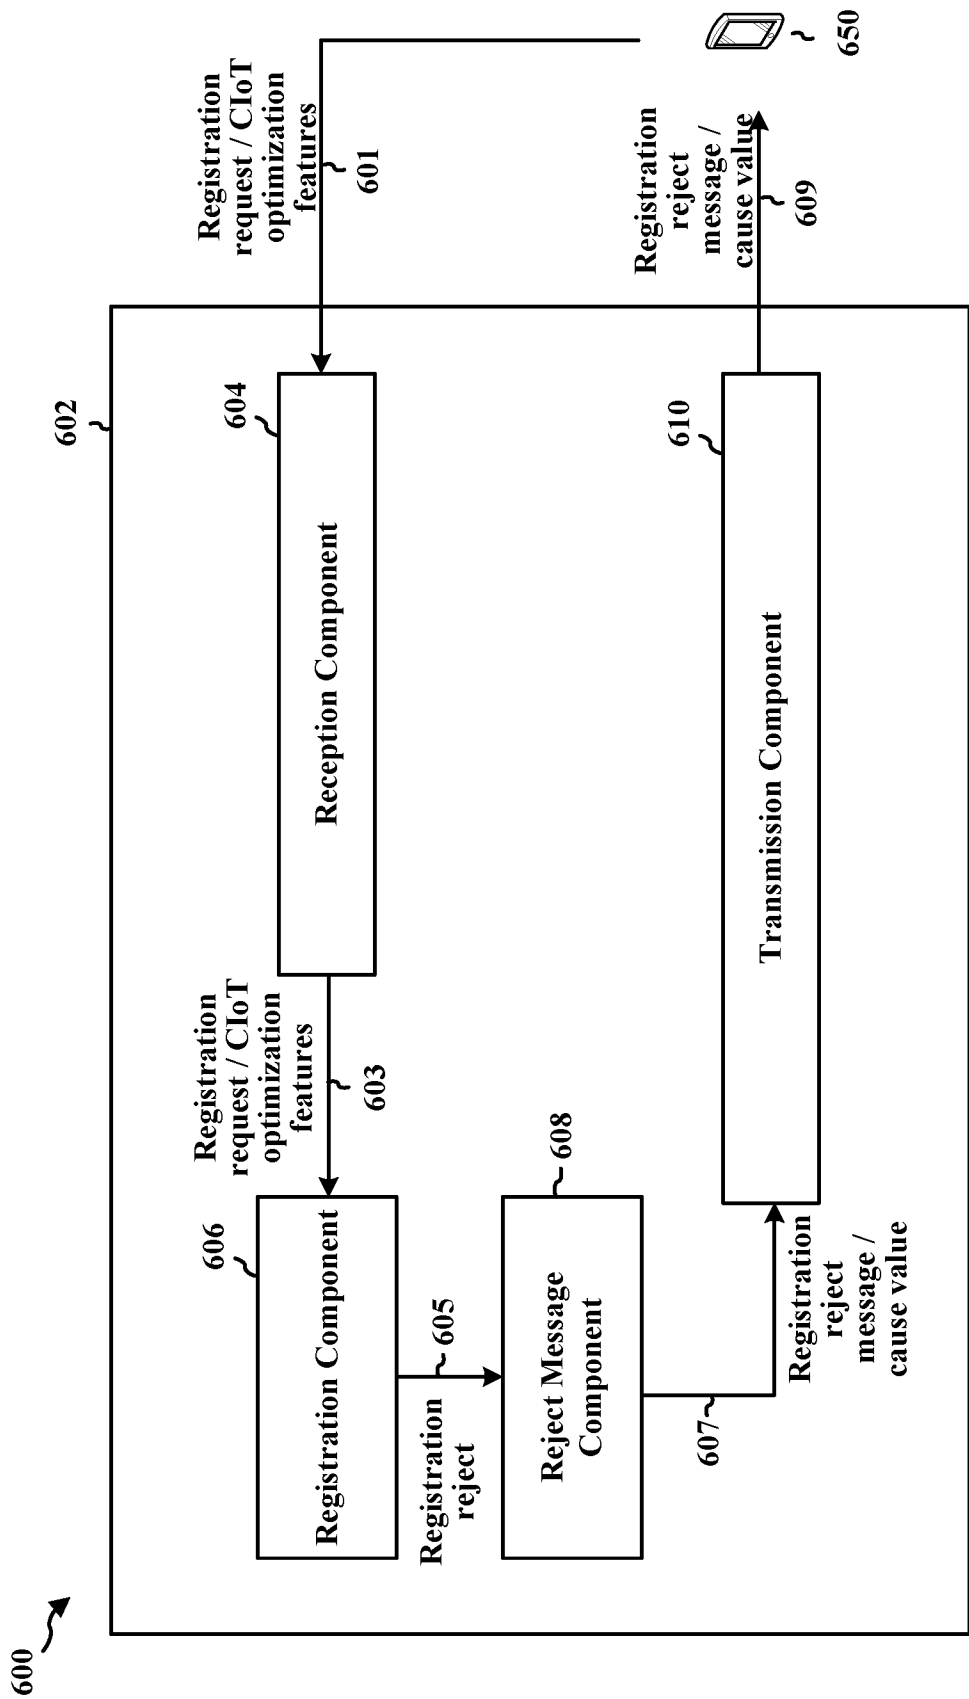 600
602
Registration
request / CIoT
optimization
features
601
650
604
Reception Component
Registration
request / CIoT
optimization
features
603
606
Registration Component
Registration
reject
605
608
Reject Message
Component
607
Registration
reject
message /
cause value
610
Transmission Component
Registration
reject
message /
cause value
609